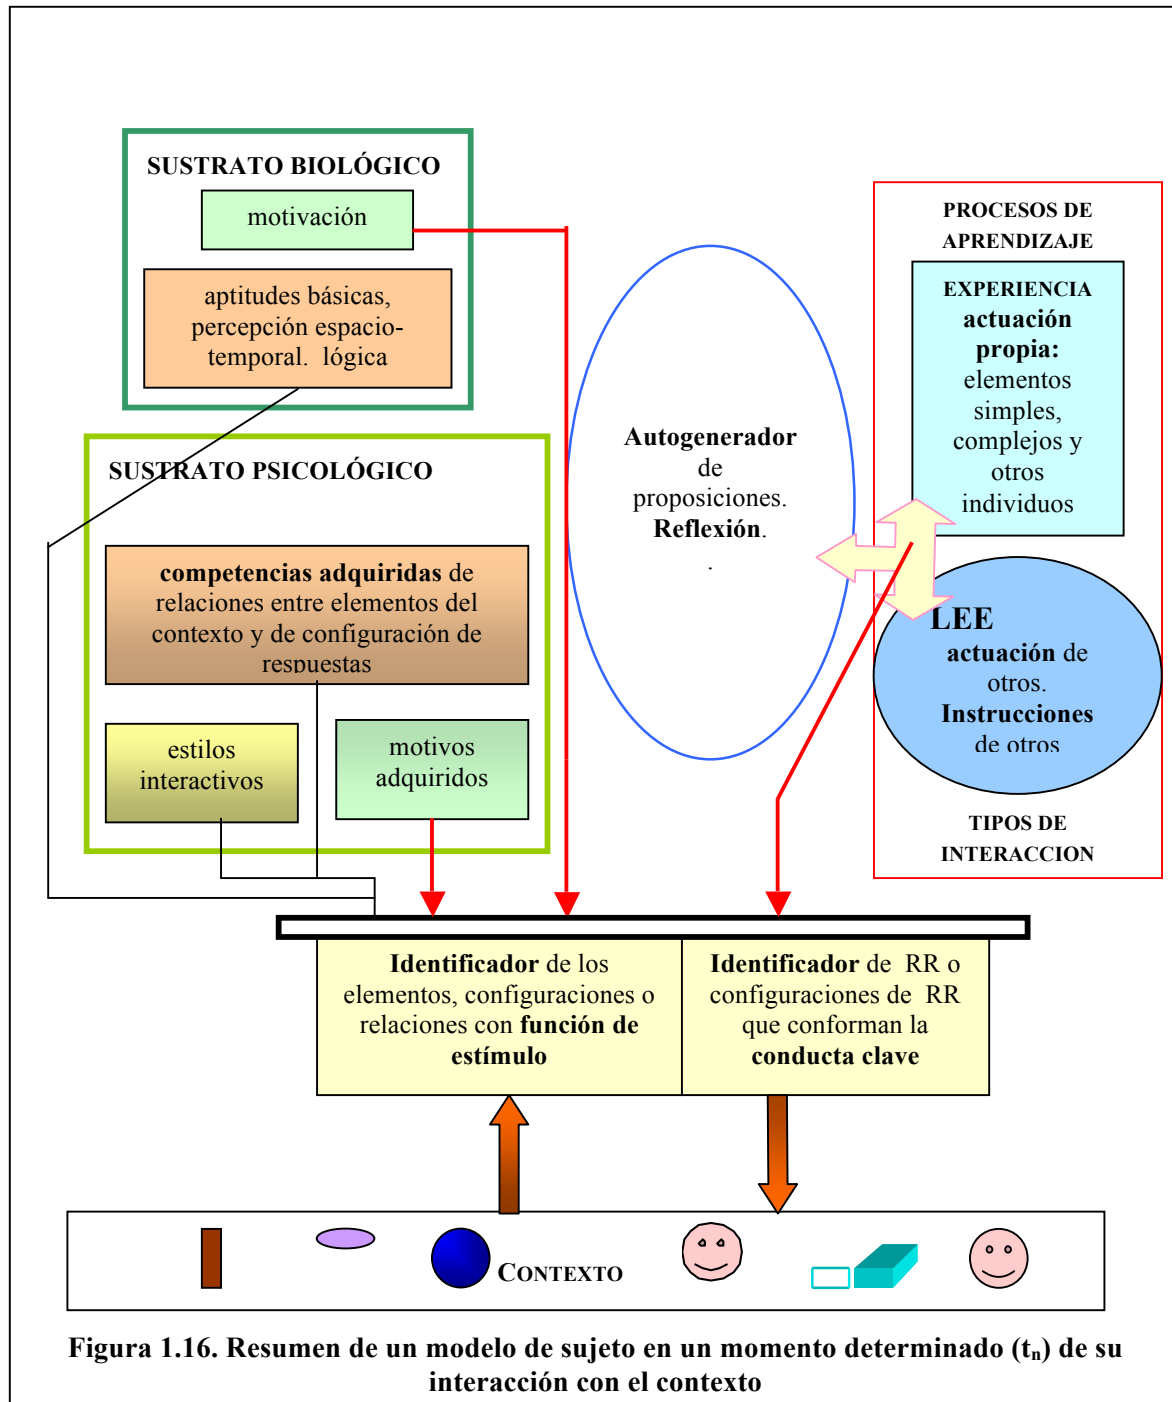 SUSTRATO BIOLÓGICO
motivación
aptitudes básicas,
percepción espacio-
temporal. lógica
SUSTRATO PSICOLÓGICO
competencias adquiridas de
relaciones entre elementos del
contexto y de configuración de
respuestas
estilos
interactivos
motivos
adquiridos
Autogenerador
de
proposiciones.
Reflexión.
.
PROCESOS DE
APRENDIZAJE
EXPERIENCIA
actuación
propia:
elementos
simples,
complejos y
otros
individuos
LEE
actuación de
otros.
Instrucciones
de otros
TIPOS DE
INTERACCION
Identificador de los
elementos, configuraciones o
relaciones con función de
estímulo
Identificador de RR o
configuraciones de RR
que conforman la
conducta clave
CONTEXTO
Figura 1.16. Resumen de un modelo de sujeto en un momento determinado (tn) de su
interacción con el contexto